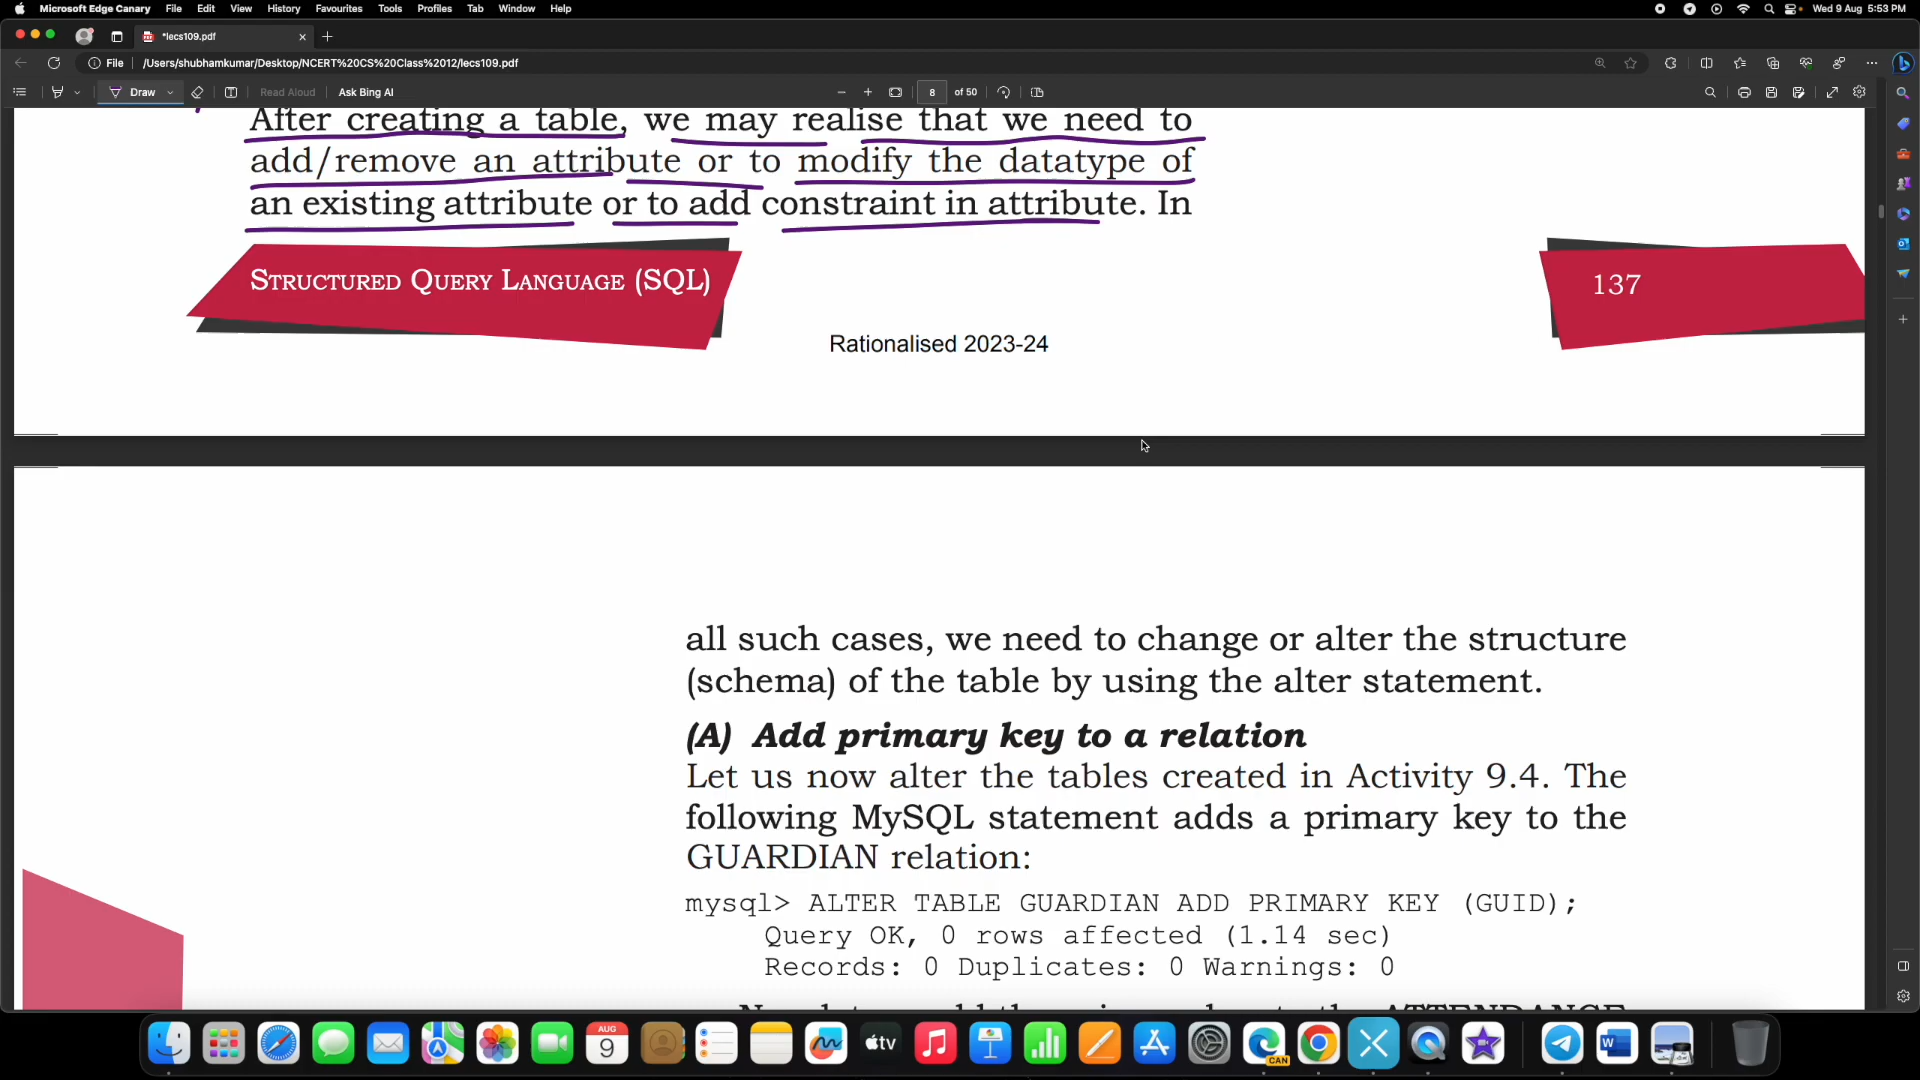 Microsoft Edge Canary File Edit View History Favourites Tools Profiles Tab Window Help Wed 9 Aug 5:53 PM
*lecs109.pdf
File /Users/shubhamkumar/Desktop/NCERT%20CS%20Class%2012/lecs109.pdf
Draw Read Aloud Ask Bing AI 8 of 50
After creating a table, we may realise that we need to
add/remove an attribute or to modify the datatype of
an existing attribute or to add constraint in attribute. In
Structured Query Language (SQL) 137
Rationalised 2023-24
all such cases, we need to change or alter the structure
(schema) of the table by using the alter statement.
(A) Add primary key to a relation
Let us now alter the tables created in Activity 9.4. The
following MySQL statement adds a primary key to the
GUARDIAN relation:
mysql> ALTER TABLE GUARDIAN ADD PRIMARY KEY (GUID);
Query OK, 0 rows affected (1.14 sec)
Records: 0 Duplicates: 0 Warnings: 0
AUG
9
tv
CAN
W